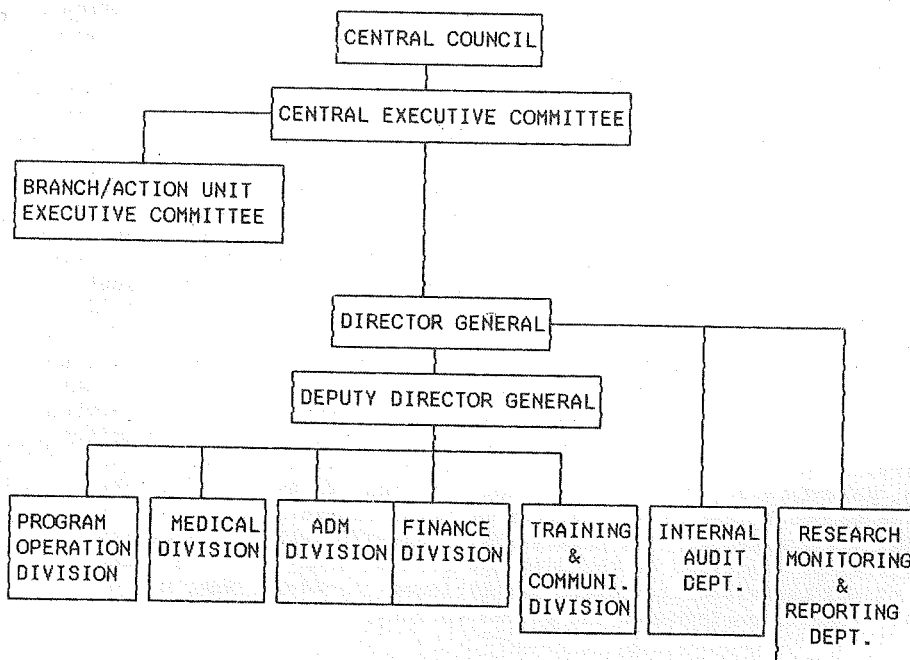 CENTRAL COUNCIL
CENTRAL EXECUTIVE COMMITTEE
BRANCH/ACTION UNIT
EXECUTIVE COMMITTEE
DIRECTOR GENERAL
DEPUTY DIRECTOR GENERAL
PROGRAM
OPERATION
DIVISION
MEDICAL
DIVISION
ADM
DIVISION
FINANCE
DIVISION
TRAINING
&
COMMUNI.
DIVISION
INTERNAL
AUDIT
DEPT.
RESEARCH
MONITORING
&
REPORTING
DEPT.